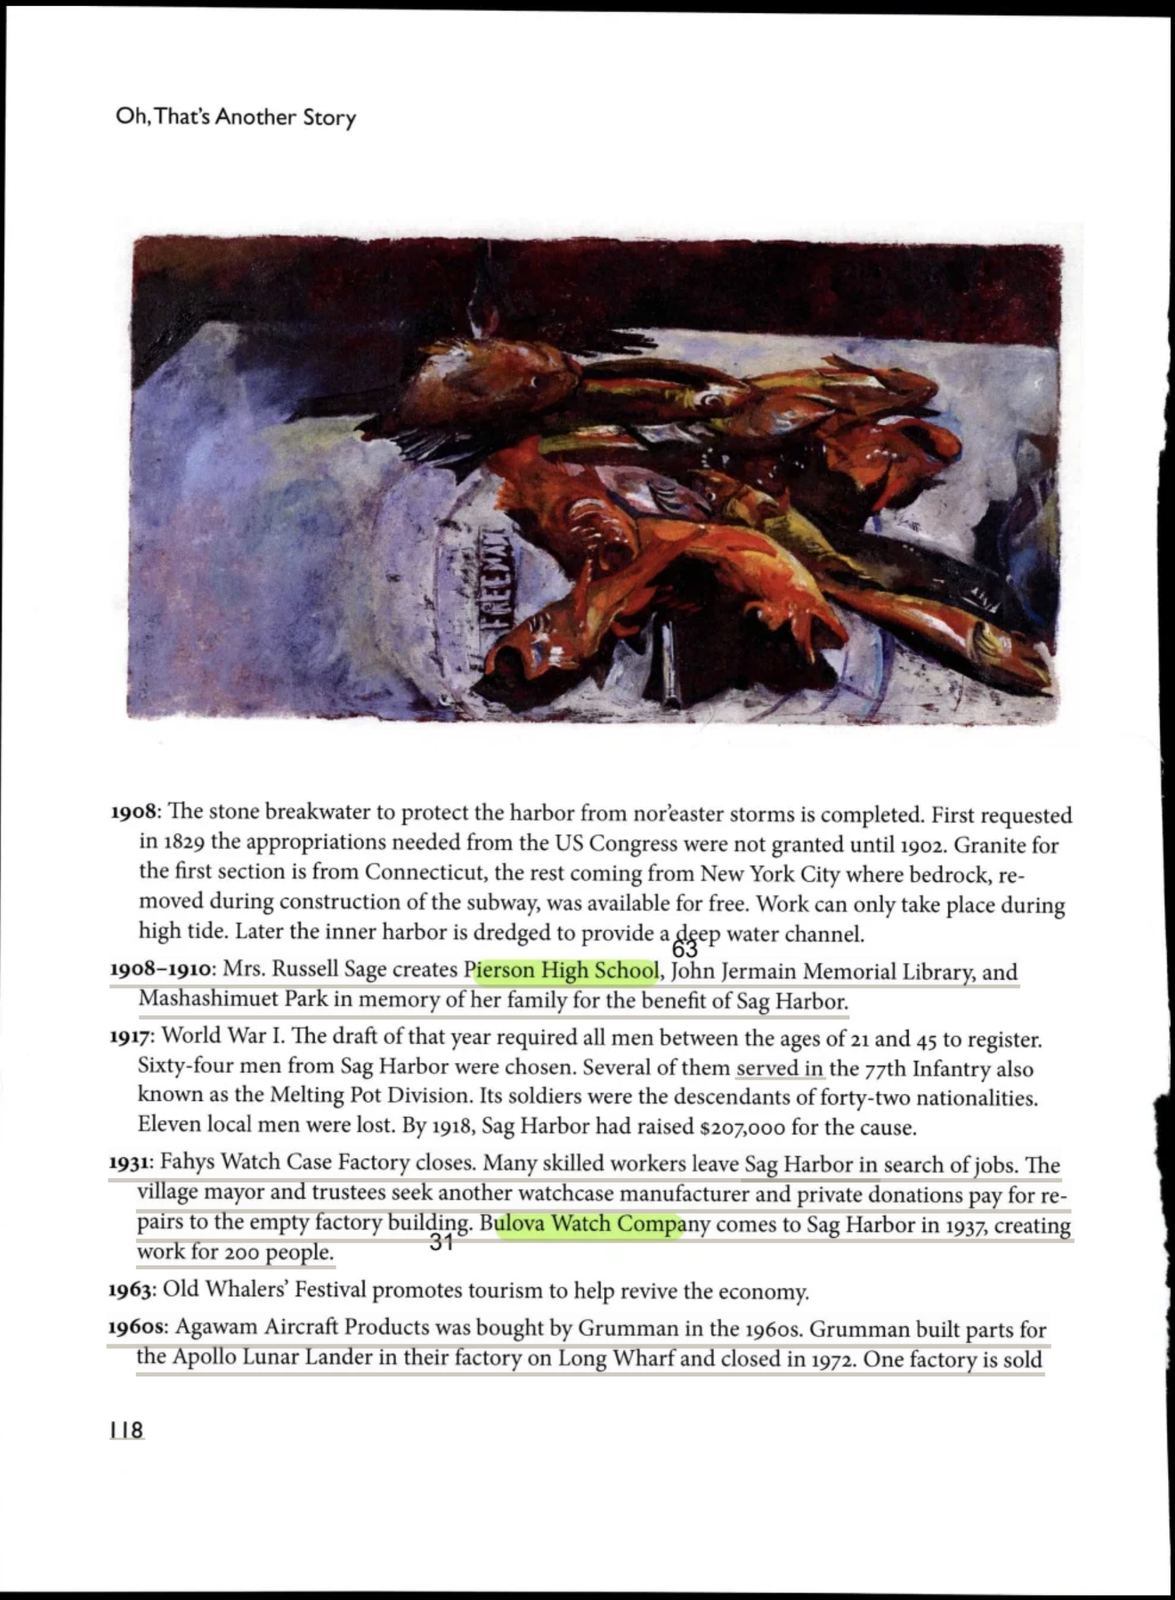 Oh, That's Another Story
FREEMAN
1908: The stone breakwater to protect the harbor from nor'easter storms is completed. First requested
in 1829 the appropriations needed from the US Congress were not granted until 1902. Granite for
the first section is from Connecticut, the rest coming from New York City where bedrock, re-
moved during construction of the subway, was available for free. Work can only take place during
high tide. Later the inner harbor is dredged to provide a deep water channel.
63
1908–1910: Mrs. Russell Sage creates Pierson High School, John Jermain Memorial Library, and
Mashashimuet Park in memory of her family for the benefit of Sag Harbor.
1917: World War I. The draft of that year required all men between the ages of 21 and 45 to register.
Sixty-four men from Sag Harbor were chosen. Several of them served in the 77th Infantry also
known as the Melting Pot Division. Its soldiers were the descendants of forty-two nationalities.
Eleven local men were lost. By 1918, Sag Harbor had raised $207,000 for the cause.
1931: Fahys Watch Case Factory closes. Many skilled workers leave Sag Harbor in search of jobs. The
village mayor and trustees seek another watchcase manufacturer and private donations pay for re-
pairs to the empty factory building. Bulova Watch Company comes to Sag Harbor in 1937, creating
31
work for 200 people.
1963: Old Whalers' Festival promotes tourism to help revive the economy.
1960s: Agawam Aircraft Products was bought by Grumman in the 1960s. Grumman built parts for
the Apollo Lunar Lander in their factory on Long Wharf and closed in 1972. One factory is sold
118